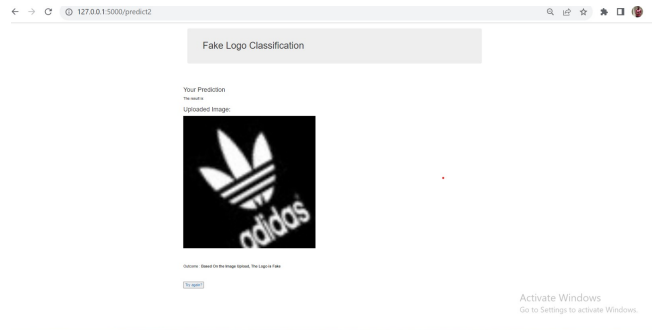 127.0.0.1:5000/predict2
Fake Logo Classification
Your Prediction
The result is
Uploaded Image:
adidas
Outcome : Based On the Image Upload, The Logo is Fake
Try again?
Activate Windows
Go to Settings to activate Windows.